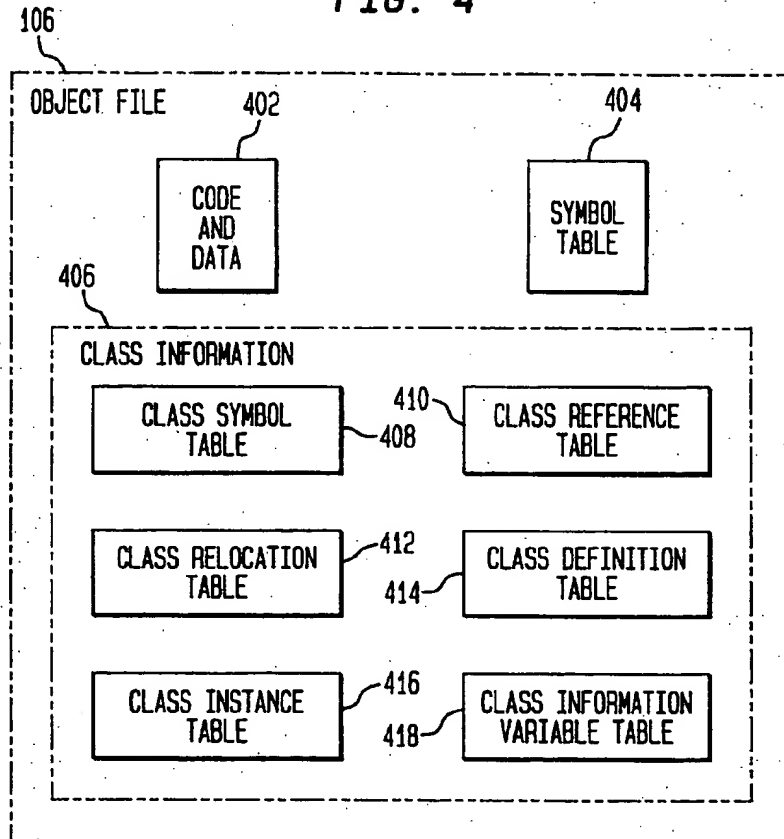 FIG. 4
106
OBJECT FILE
402
404
CODE
AND
DATA
SYMBOL
TABLE
406
CLASS INFORMATION
CLASS SYMBOL
TABLE
408
410
CLASS REFERENCE
TABLE
CLASS RELOCATION
TABLE
412
414
CLASS DEFINITION
TABLE
CLASS INSTANCE
TABLE
416
418
CLASS INFORMATION
VARIABLE TABLE